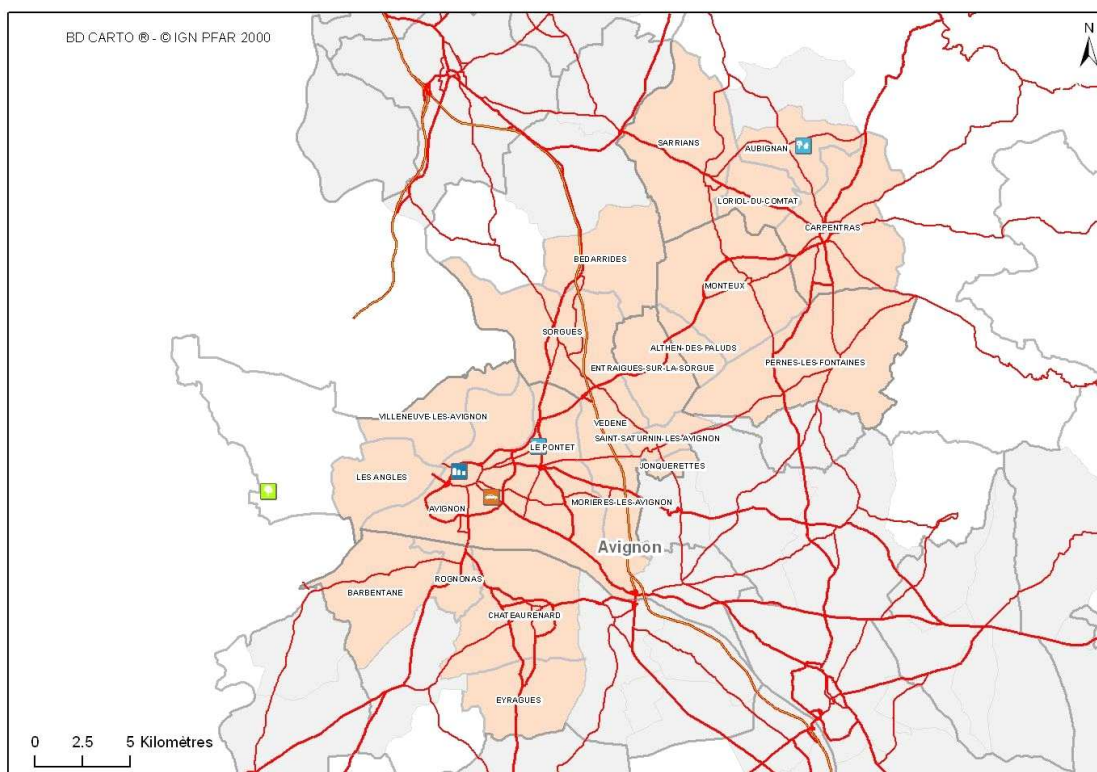 BD CARTO ® - © IGN PFAR 2000
N
SARRIANS
AUBIGNAN
LORIOL-DU-COMTAT
CARPENTRAS
BEDARRIDES
MONTEUX
SORGUES
ALTHEN-DES-PALUDS
PERNES-LES-FONTAINES
ENTRAIGUES-SUR-LA-SORGUE
VILLENEUVE-LES-AVIGNON
VEDENE
SAINT-SATURNIN-LES-AVIGNON
LE PONTET
JONQUERETTES
LES ANGLES
MORIERES-LES-AVIGNON
AVIGNON
Avignon
ROGNONAS
BARBENTANE
CHATEAURENARD
EYRAGUES
0 2.5 5 Kilomètres